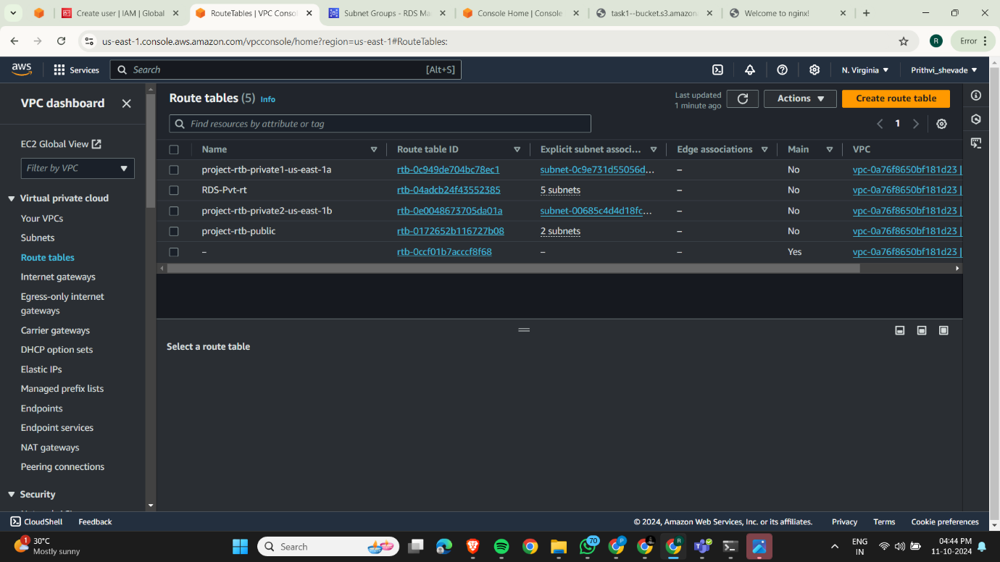 Create user | IAM | Global
RouteTables | VPC Consol
Subnet Groups - RDS Ma
Console Home | Console
task1--bucket.s3.amazon
Welcome to nginx!
us-east-1.console.aws.amazon.com/vpcconsole/home?region=us-east-1#RouteTables:
R
Error
aws
Services
Search
[Alt+S]
N. Virginia
Prithvi_shevade
VPC dashboard
EC2 Global View
Filter by VPC
Virtual private cloud
Your VPCs
Subnets
Route tables
Internet gateways
Egress-only internet
gateways
Carrier gateways
DHCP option sets
Elastic IPs
Managed prefix lists
Endpoints
Endpoint services
NAT gateways
Peering connections
Security
Route tables (5) Info
Last updated
1 minute ago
Actions
Create route table
Find resources by attribute or tag
1
Name Route table ID Explicit subnet associ... Edge associations Main VPC
project-rtb-private1-us-east-1a rtb-0c949de704bc78ec1 subnet-0c9e731d55056d... – No vpc-0a76f8650bf181d23 |
RDS-Pvt-rt rtb-04adcb24f43552385 5 subnets – No vpc-0a76f8650bf181d23 |
project-rtb-private2-us-east-1b rtb-0e0048673705da01a subnet-00685c4d4d18fc... – No vpc-0a76f8650bf181d23 |
project-rtb-public rtb-0172652b116727b08 2 subnets – No vpc-0a76f8650bf181d23 |
– rtb-0ccf01b7acccf8f68 – – Yes vpc-0a76f8650bf181d23 |
Select a route table
CloudShell Feedback
© 2024, Amazon Web Services, Inc. or its affiliates. Privacy Terms Cookie preferences
1
30°C
Mostly sunny
Search
70
P
R
ENG
IN
04:44 PM
11-10-2024